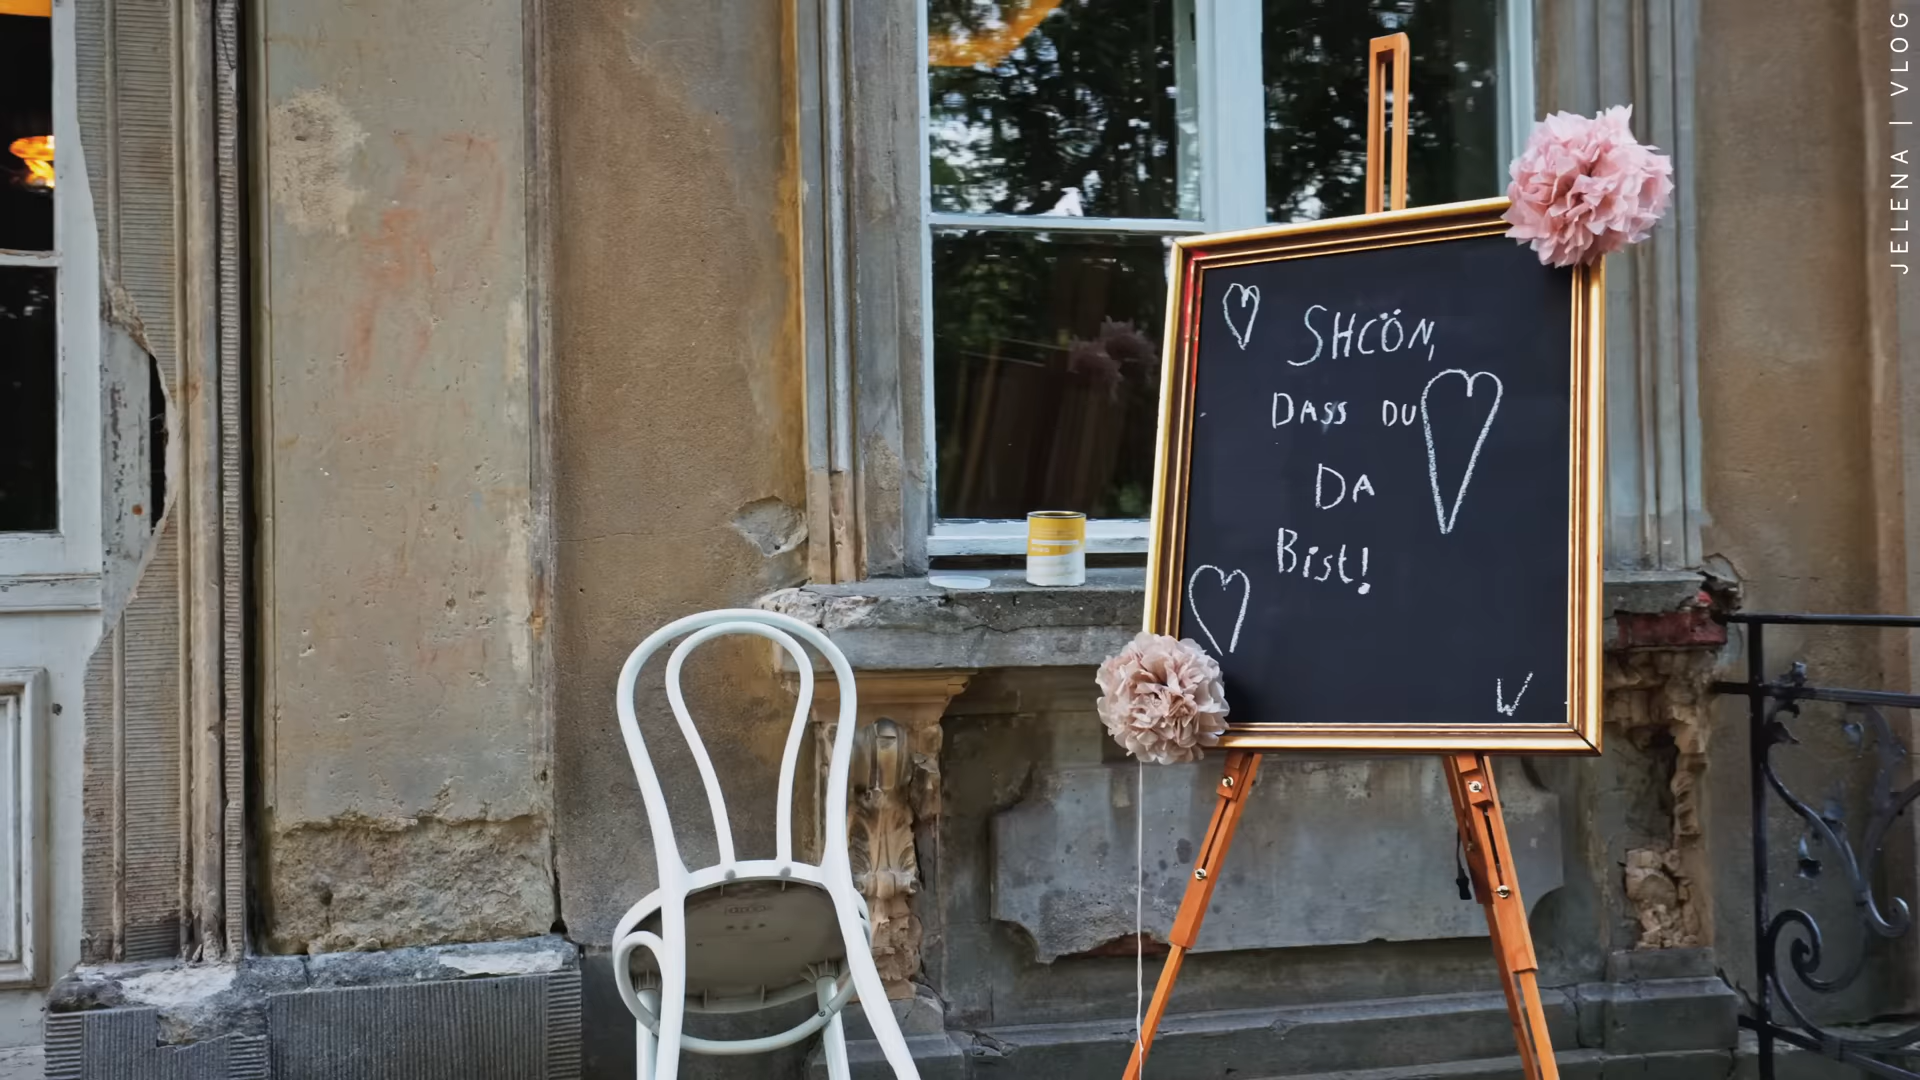 SHCÖN,
DASS DU
DA
Bist!
W
JELENA | VLOG